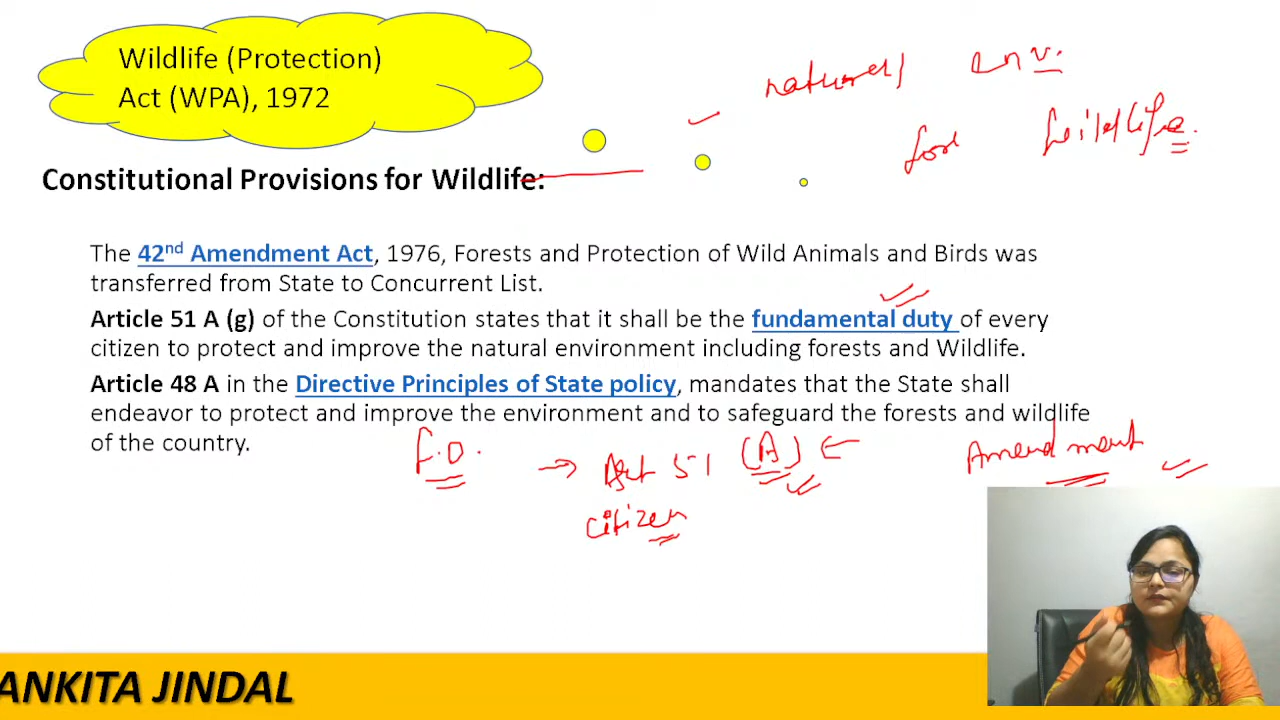 Wildlife (Protection)
Act (WPA), 1972
natural env.
for wildlife.
Constitutional Provisions for Wildlife:
The 42nd Amendment Act, 1976, Forests and Protection of Wild Animals and Birds was
transferred from State to Concurrent List.
Article 51 A (g) of the Constitution states that it shall be the fundamental duty of every
citizen to protect and improve the natural environment including forests and Wildlife.
Article 48 A in the Directive Principles of State policy, mandates that the State shall
endeavor to protect and improve the environment and to safeguard the forests and wildlife
of the country.
F.D. → Art 51 (A) ← Amendment
citizen
ANKITA JINDAL